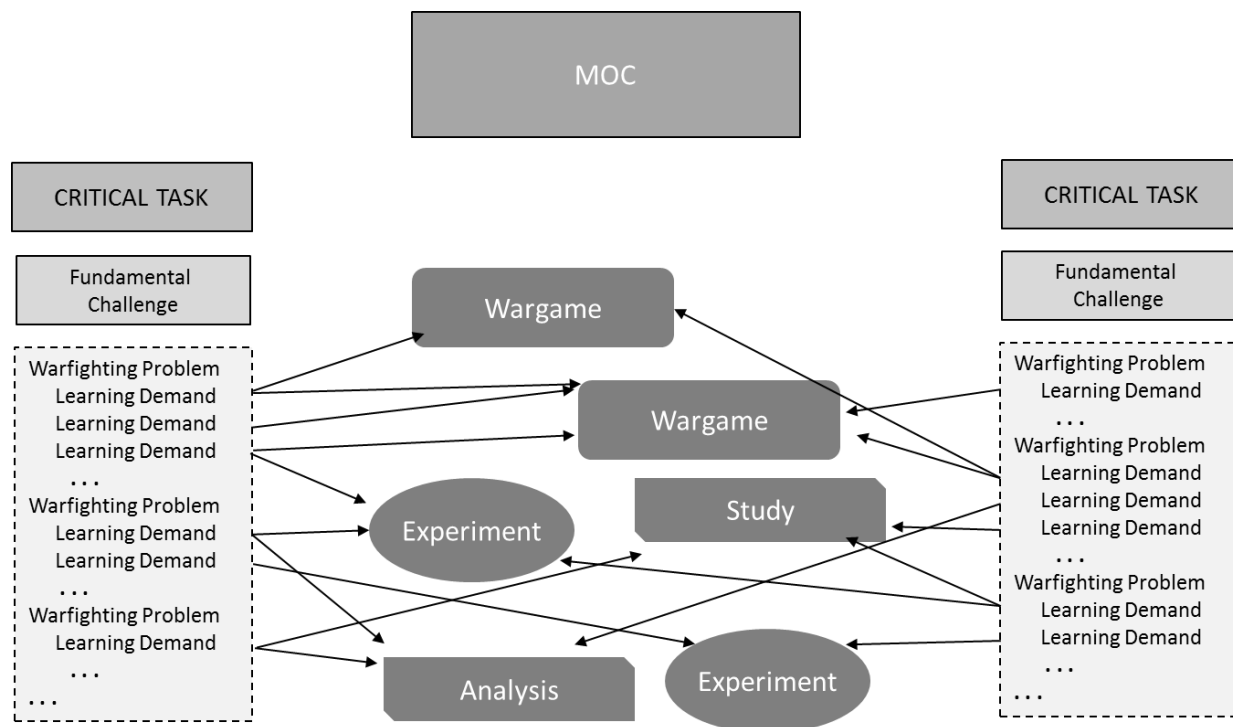 MOC
CRITICAL TASK
Fundamental
Challenge
Warfighting Problem
Learning Demand
Learning Demand
Learning Demand
. . .
Warfighting Problem
Learning Demand
Learning Demand
. . .
Warfighting Problem
Learning Demand
. . .
. . .
Wargame
Wargame
Experiment
Study
Analysis
Experiment
CRITICAL TASK
Fundamental
Challenge
Warfighting Problem
Learning Demand
. . .
Warfighting Problem
Learning Demand
Learning Demand
Learning Demand
. . .
Warfighting Problem
Learning Demand
Learning Demand
. . .
. . .